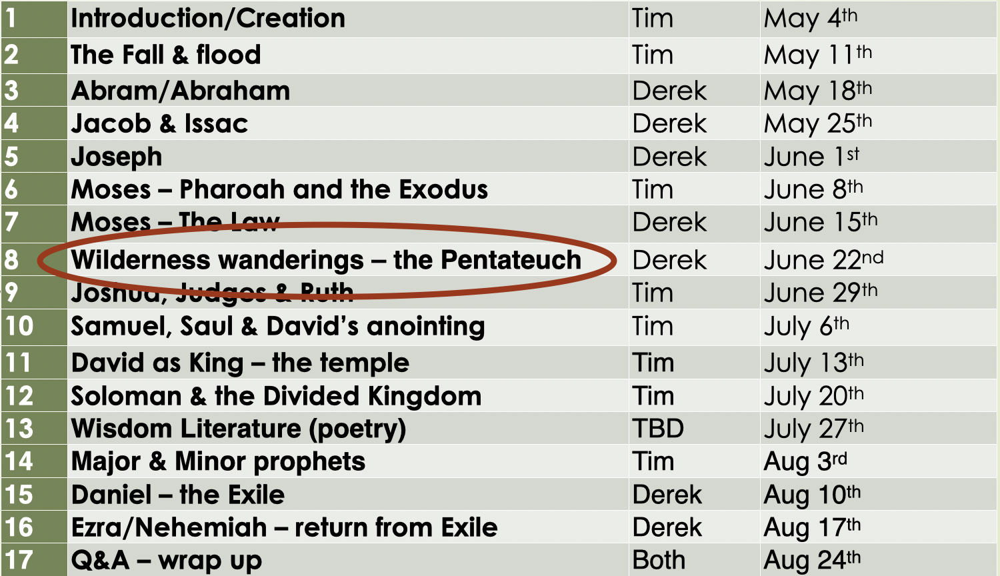 1 Introduction/Creation Tim May 4th
2 The Fall & flood Tim May 11th
3 Abram/Abraham Derek May 18th
4 Jacob & Issac Derek May 25th
5 Joseph Derek June 1st
6 Moses – Pharoah and the Exodus Tim June 8th
7 Moses – The Law Derek June 15th
8 Wilderness wanderings – the Pentateuch Derek June 22nd
9 Joshua, Judges & Ruth Tim June 29th
10 Samuel, Saul & David’s anointing Tim July 6th
11 David as King – the temple Tim July 13th
12 Soloman & the Divided Kingdom Tim July 20th
13 Wisdom Literature (poetry) TBD July 27th
14 Major & Minor prophets Tim Aug 3rd
15 Daniel – the Exile Derek Aug 10th
16 Ezra/Nehemiah – return from Exile Derek Aug 17th
17 Q&A – wrap up Both Aug 24th